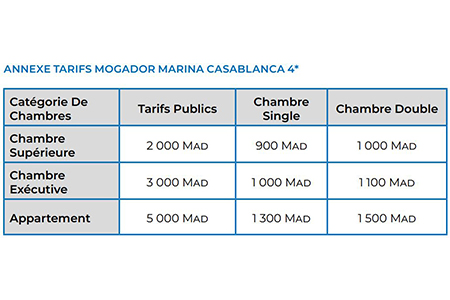 ANNEXE TARIFS MOGADOR MARINA CASABLANCA 4*
Catégorie De
Chambres
Tarifs Publics
Chambre
Single
Chambre Double
Chambre
Supérieure
2 000 MAD
900 MAD
1 000 MAD
Chambre
Exécutive
3 000 MAD
1 000 MAD
1 100 MAD
Appartement
5 000 MAD
1 300 MAD
1 500 MAD